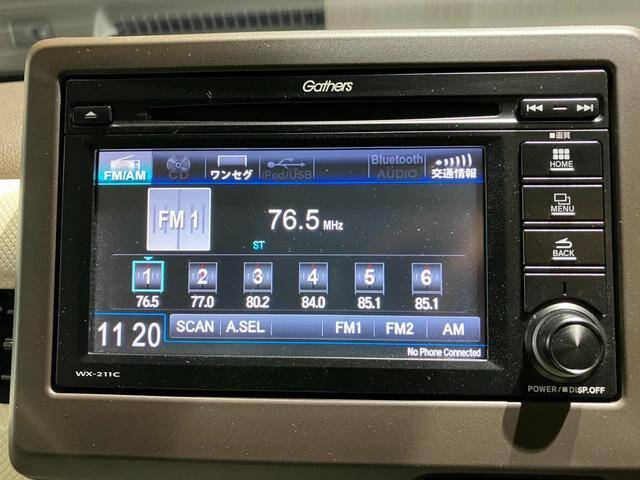 Gathers
FM/AM CD ワンセグ iPod/USB Bluetooth AUDIO 交通情報
画質
HOME
MENU
BACK
FM 1
76.5 MHz
ST
1 2 3 4 5 6
76.5 77.0 80.2 84.0 85.1 85.1
11 20 SCAN A.SEL FM1 FM2 AM
No Phone Connected
WX-211C
POWER/ DISP.OFF